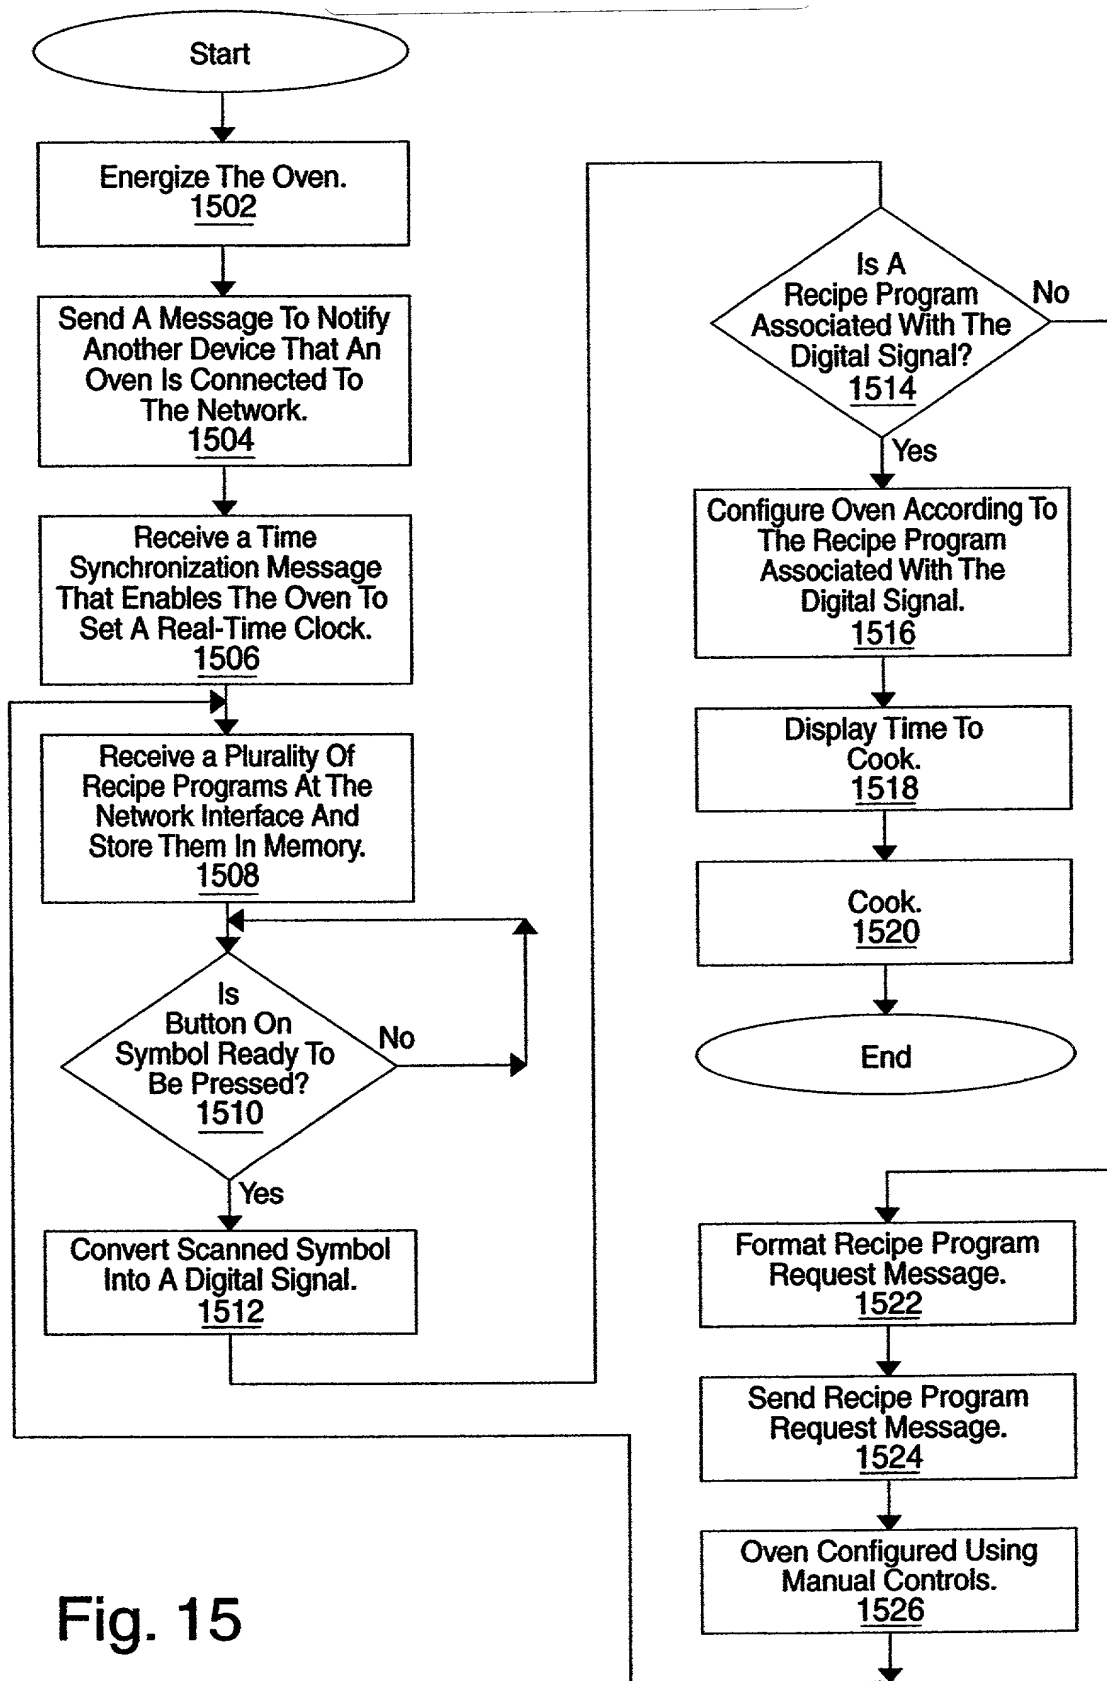 Start
Energize The Oven.
1502
Send A Message To Notify
Another Device That An
Oven Is Connected To
The Network.
1504
Receive a Time
Synchronization Message
That Enables The Oven To
Set A Real-Time Clock.
1506
Receive a Plurality Of
Recipe Programs At The
Network Interface And
Store Them In Memory.
1508
Is
Button On
Symbol Ready To
Be Pressed?
1510
No
Yes
Convert Scanned Symbol
Into A Digital Signal.
1512
Is A
Recipe Program
Associated With The
Digital Signal?
1514
No
Yes
Configure Oven According To
The Recipe Program
Associated With The
Digital Signal.
1516
Display Time To
Cook.
1518
Cook.
1520
End
Format Recipe Program
Request Message.
1522
Send Recipe Program
Request Message.
1524
Oven Configured Using
Manual Controls.
1526
Fig. 15